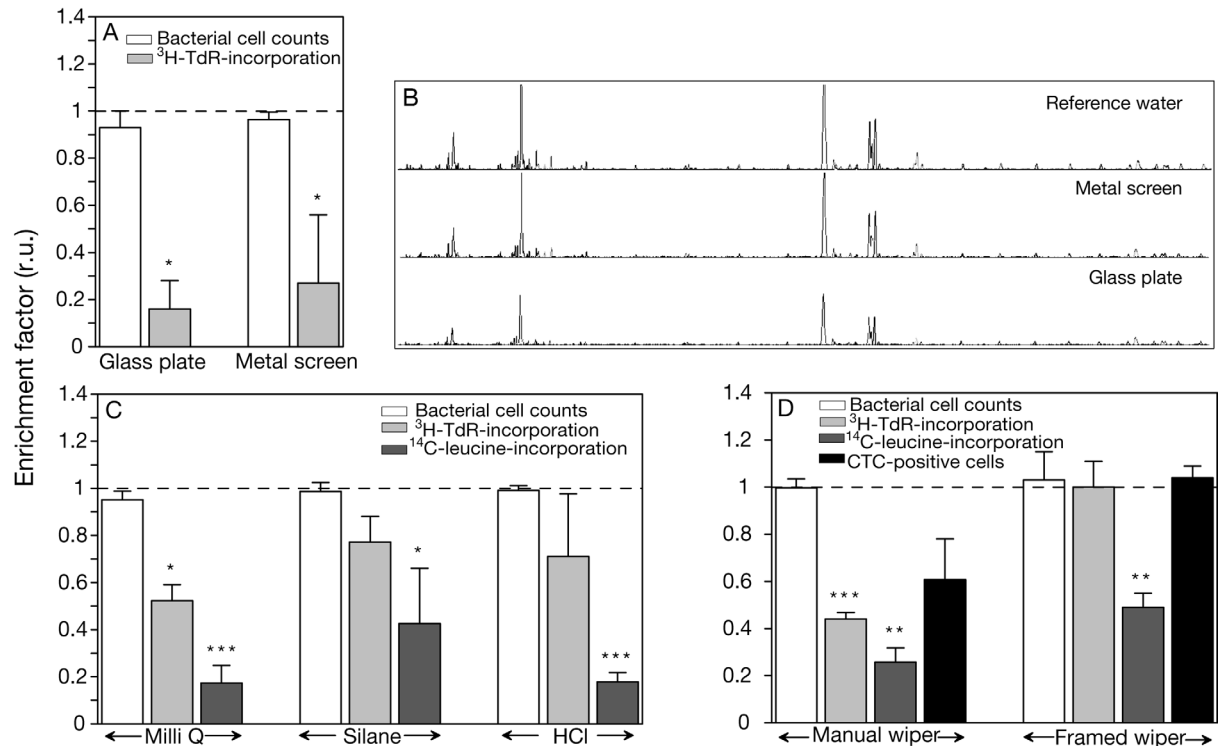 Enrichment factor (r.u.)
A
Bacterial cell counts
³H-TdR-incorporation
1.4
1.2
1
0.8
0.6
0.4
0.2
0
*
*
Glass plate
Metal screen
B
Reference water
Metal screen
Glass plate
C
Bacterial cell counts
³H-TdR-incorporation
¹⁴C-leucine-incorporation
1.4
1.2
1
0.8
0.6
0.4
0.2
0
*
***
*
***
Milli Q
Silane
HCl
D
Bacterial cell counts
³H-TdR-incorporation
¹⁴C-leucine-incorporation
CTC-positive cells
1.4
1.2
1
0.8
0.6
0.4
0.2
0
***
**
**
Manual wiper
Framed wiper